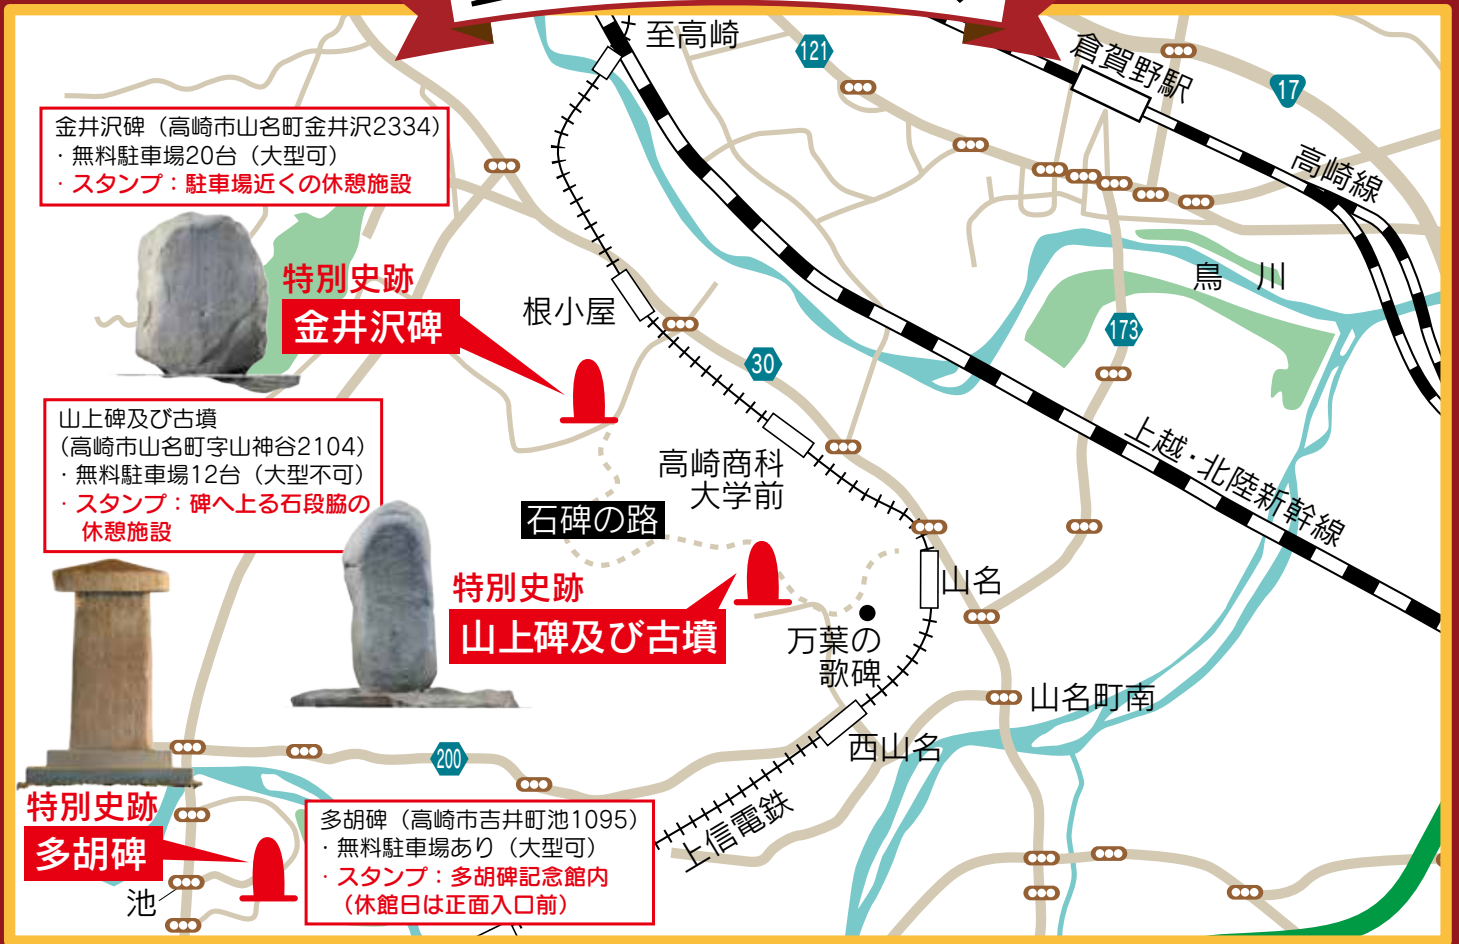 至高崎
121
倉賀野駅
17
高崎線
金井沢碑（高崎市山名町金井沢2334）
・無料駐車場20台（大型可）
・スタンプ：駐車場近くの休憩施設
特別史跡
金井沢碑
根小屋
烏　川
173
30
上越・北陸新幹線
山上碑及び古墳
（高崎市山名町字山神谷2104）
・無料駐車場12台（大型不可）
・スタンプ：碑へ上る石段脇の
休憩施設
高崎商科
大学前
石碑の路
特別史跡
山上碑及び古墳
山名
万葉の
歌碑
山名町南
西山名
200
上信電鉄
特別史跡
多胡碑
池
多胡碑（高崎市吉井町池1095）
・無料駐車場あり（大型可）
・スタンプ：多胡碑記念館内
（休館日は正面入口前）